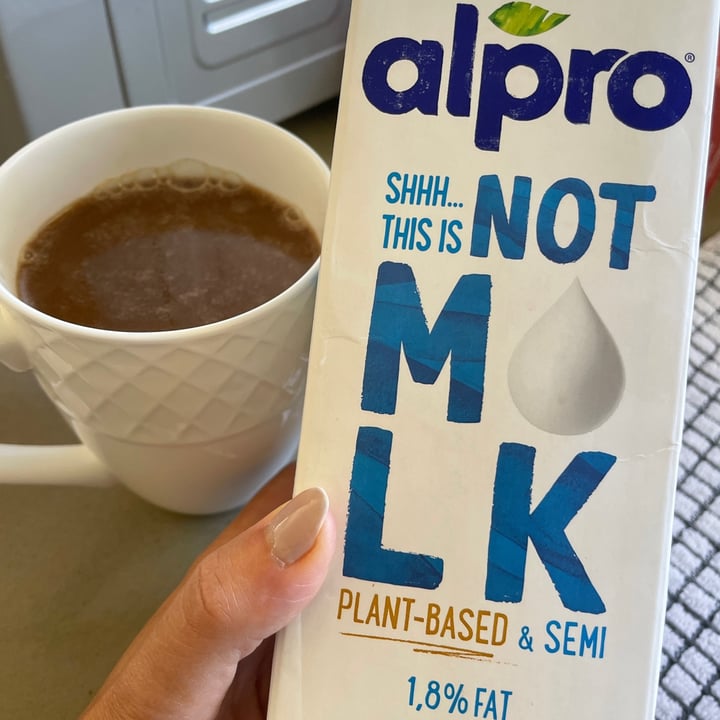 alpro®
SHHH...
THIS IS NOT
M LK
PLANT-BASED & SEMI
1,8% FAT